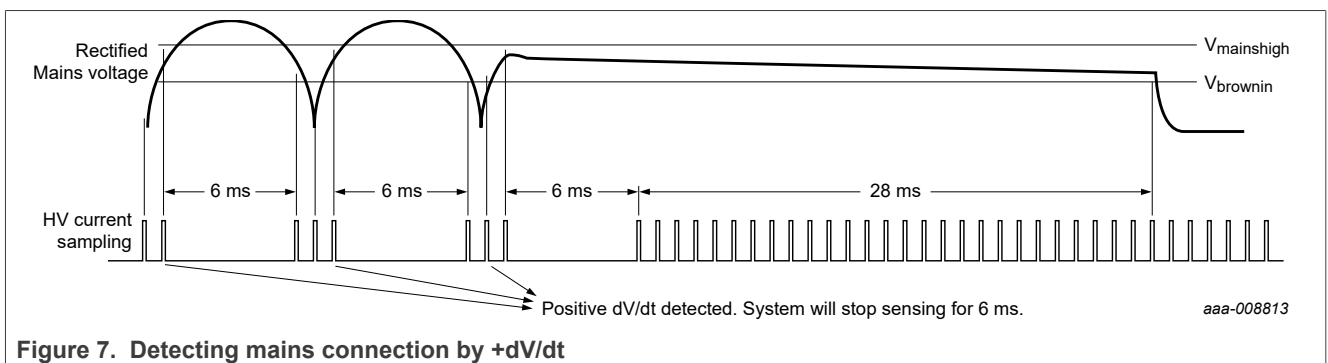 Rectified
Mains voltage
Vmainshigh
Vbrownin
6 ms
6 ms
6 ms
28 ms
HV current
sampling
Positive dV/dt detected. System will stop sensing for 6 ms.
aaa-008813
Figure 7. Detecting mains connection by +dV/dt